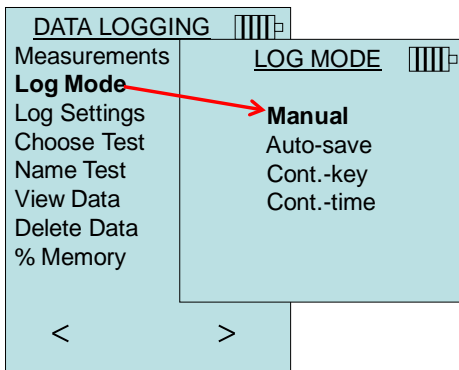 DATA LOGGING
Measurements
Log Mode
Log Settings
Choose Test
Name Test
View Data
Delete Data
% Memory
< >
LOG MODE
Manual
Auto-save
Cont.-key
Cont.-time